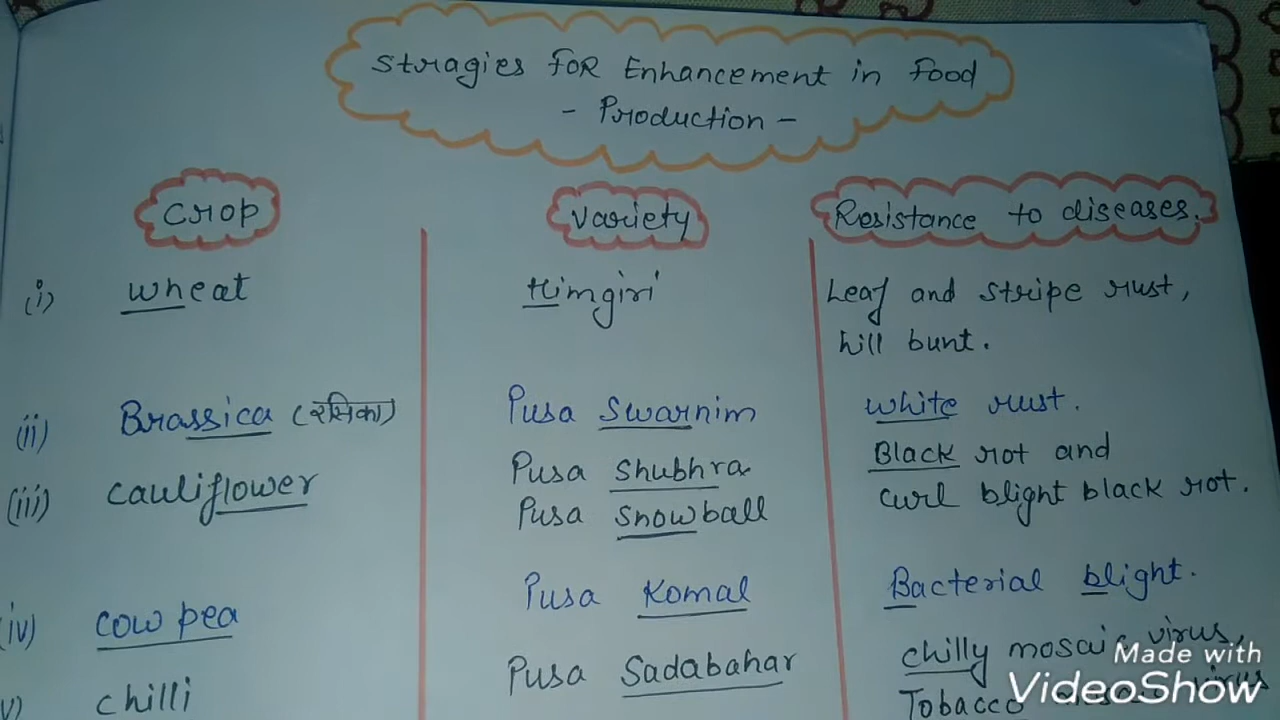 Stragies FOR Enhancement in food
- Production -
Crop Variety Resistance to diseases.
(i) wheat Himgiri Leaf and stripe rust,
hill bunt.
(ii) Brassica (रसिका) Pusa Swarnim white rust.
(iii) cauliflower Pusa Shubhra Black rot and
Pusa Snowball curl blight black rot.
(iv) cow pea Pusa Komal Bacterial blight.
(v) chilli Pusa Sadabahar chilly mosaic virus,
Tobacco mosaic virus
Made with
VideoShow